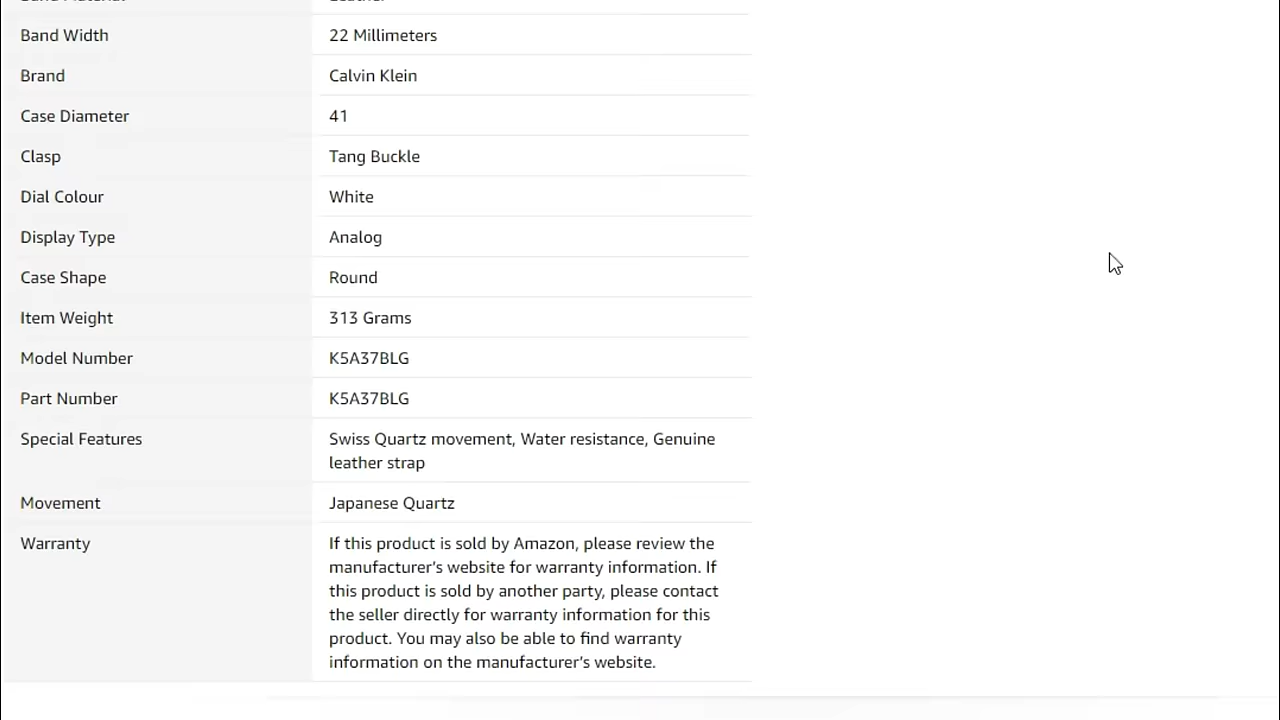 Band Width 22 Millimeters
Brand Calvin Klein
Case Diameter 41
Clasp Tang Buckle
Dial Colour White
Display Type Analog
Case Shape Round
Item Weight 313 Grams
Model Number K5A37BLG
Part Number K5A37BLG
Special Features Swiss Quartz movement, Water resistance, Genuine
leather strap
Movement Japanese Quartz
Warranty If this product is sold by Amazon, please review the
manufacturer’s website for warranty information. If
this product is sold by another party, please contact
the seller directly for warranty information for this
product. You may also be able to find warranty
information on the manufacturer’s website.